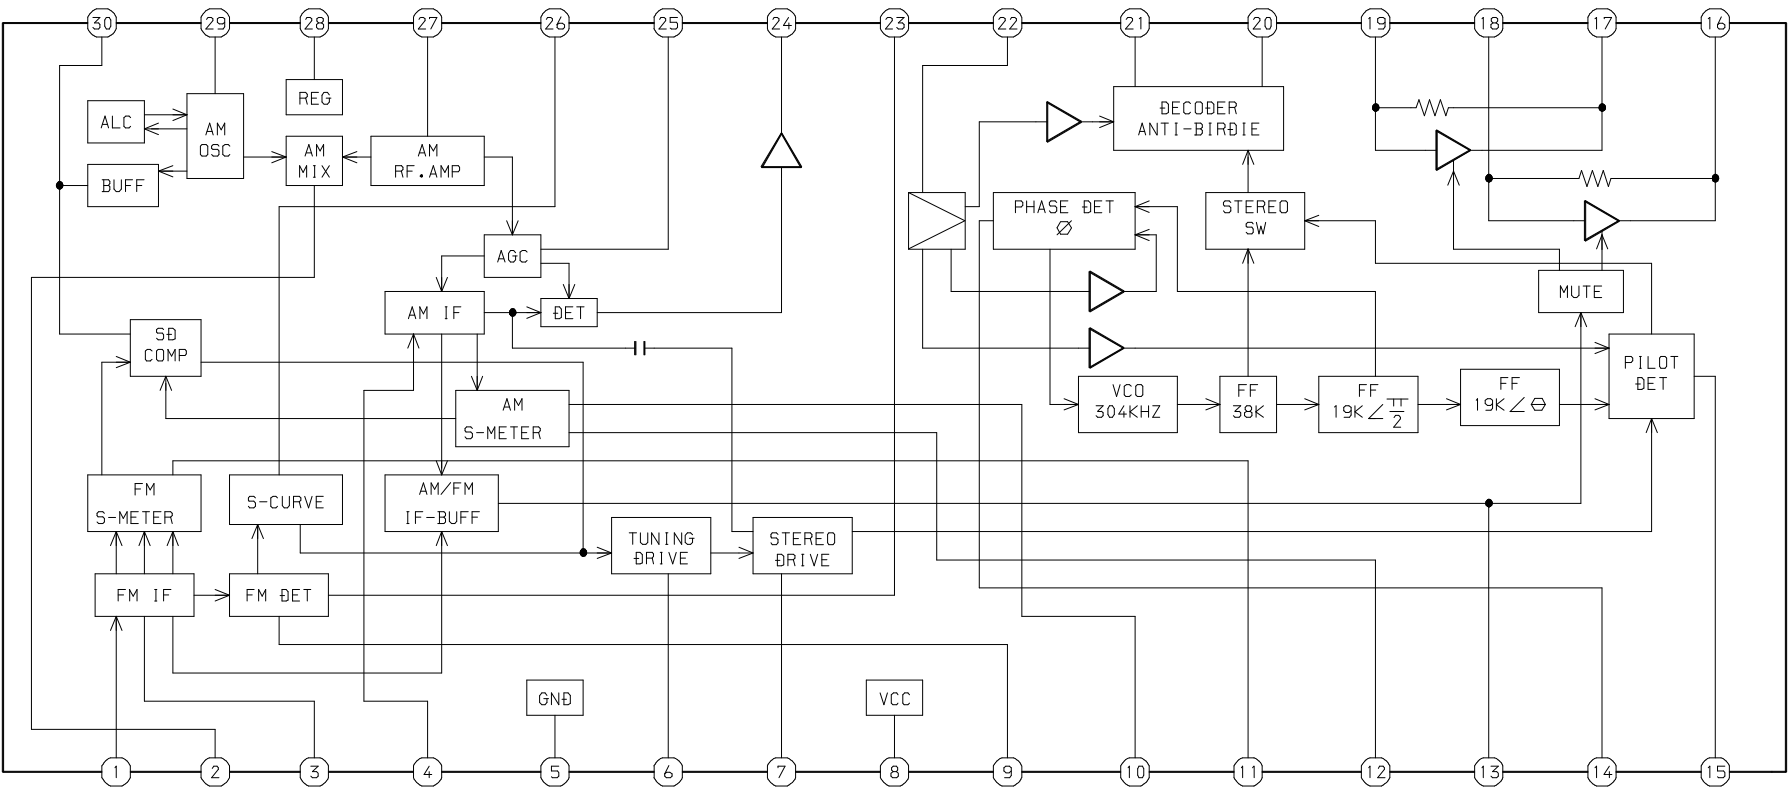 30 29 28 27 26 25 24 23 22 21 20 19 18 17 16
REG
ALC
AM
OSC
DECODER
ANTI-BIRDIE
AM
MIX
AM
RF.AMP
BUFF
PHASE DET
Ø
STEREO
SW
AGC
MUTE
AM IF
DET
SD
COMP
PILOT
DET
VCO
304KHZ
FF
38K
FF
19K∠π/2
FF
19K∠⊖
AM
S-METER
FM
S-METER
S-CURVE
AM/FM
IF-BUFF
TUNING
DRIVE
STEREO
DRIVE
FM IF
FM DET
GND
VCC
1 2 3 4 5 6 7 8 9 10 11 12 13 14 15